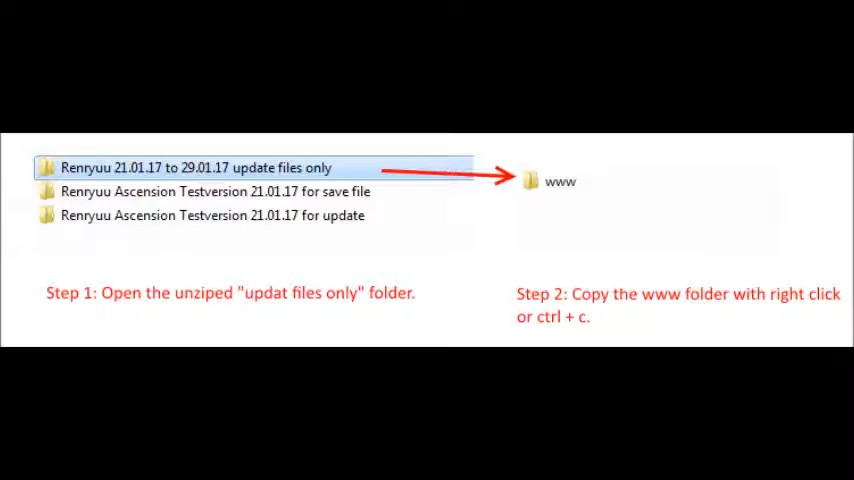 Renryuu 21.01.17 to 29.01.17 update files only
Renryuu Ascension Testversion 21.01.17 for save file
Renryuu Ascension Testversion 21.01.17 for update
www
Step 1: Open the unziped "updat files only" folder.
Step 2: Copy the www folder with right click
or ctrl + c.